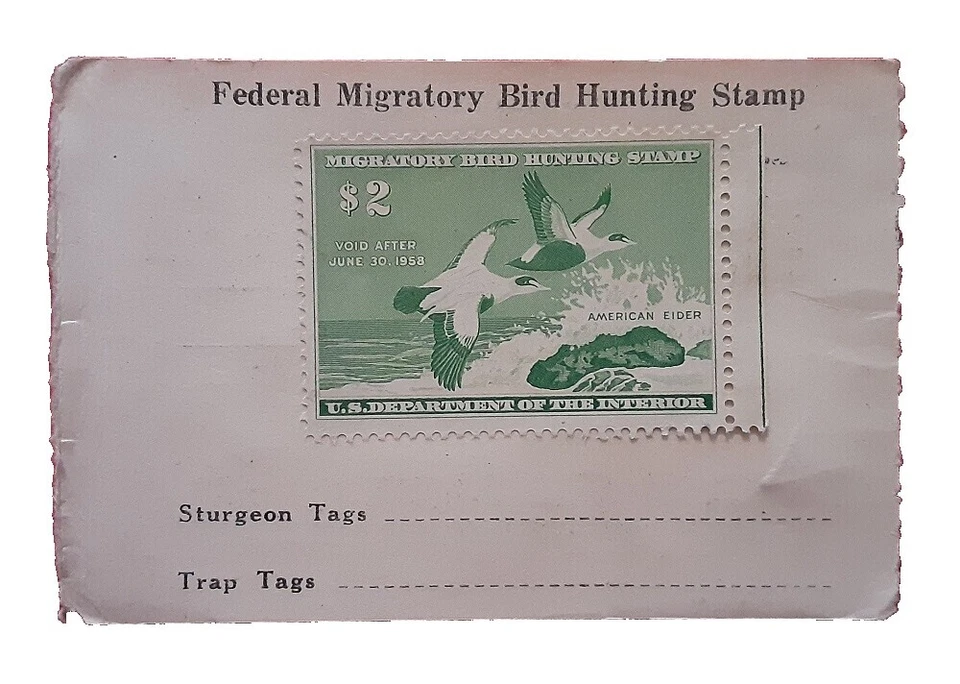 Federal Migratory Bird Hunting Stamp
MIGRATORY BIRD HUNTING STAMP
$2
VOID AFTER
JUNE 30, 1958
AMERICAN EIDER
U.S. DEPARTMENT OF THE INTERIOR
Sturgeon Tags
Trap Tags